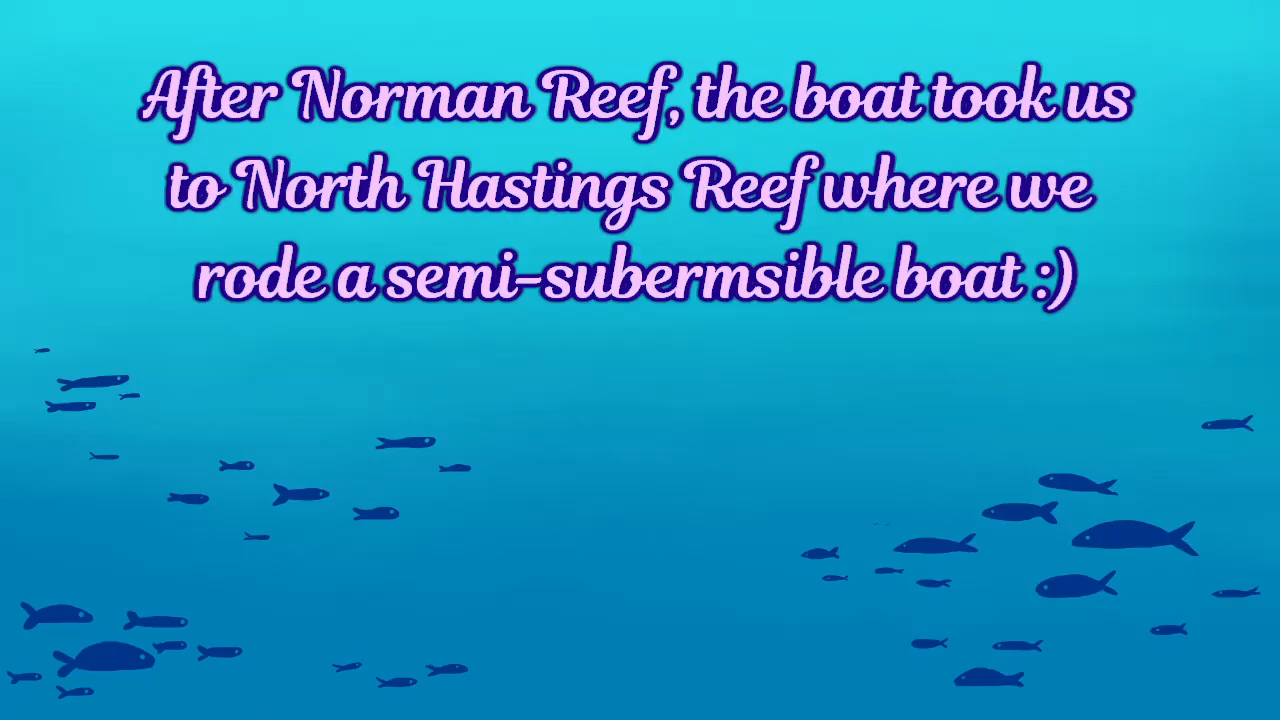 After Norman Reef, the boat took us
to North Hastings Reef where we
rode a semi-subermsible boat :)